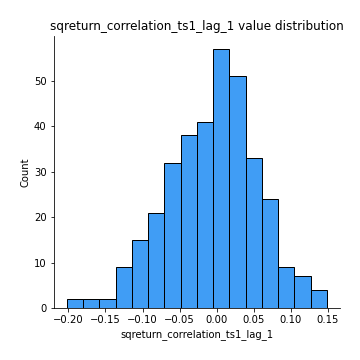 sqreturn_correlation_ts1_lag_1 value distribution
50
40
30
20
10
0
Count
−0.20 −0.15 −0.10 −0.05 0.00 0.05 0.10 0.15
sqreturn_correlation_ts1_lag_1